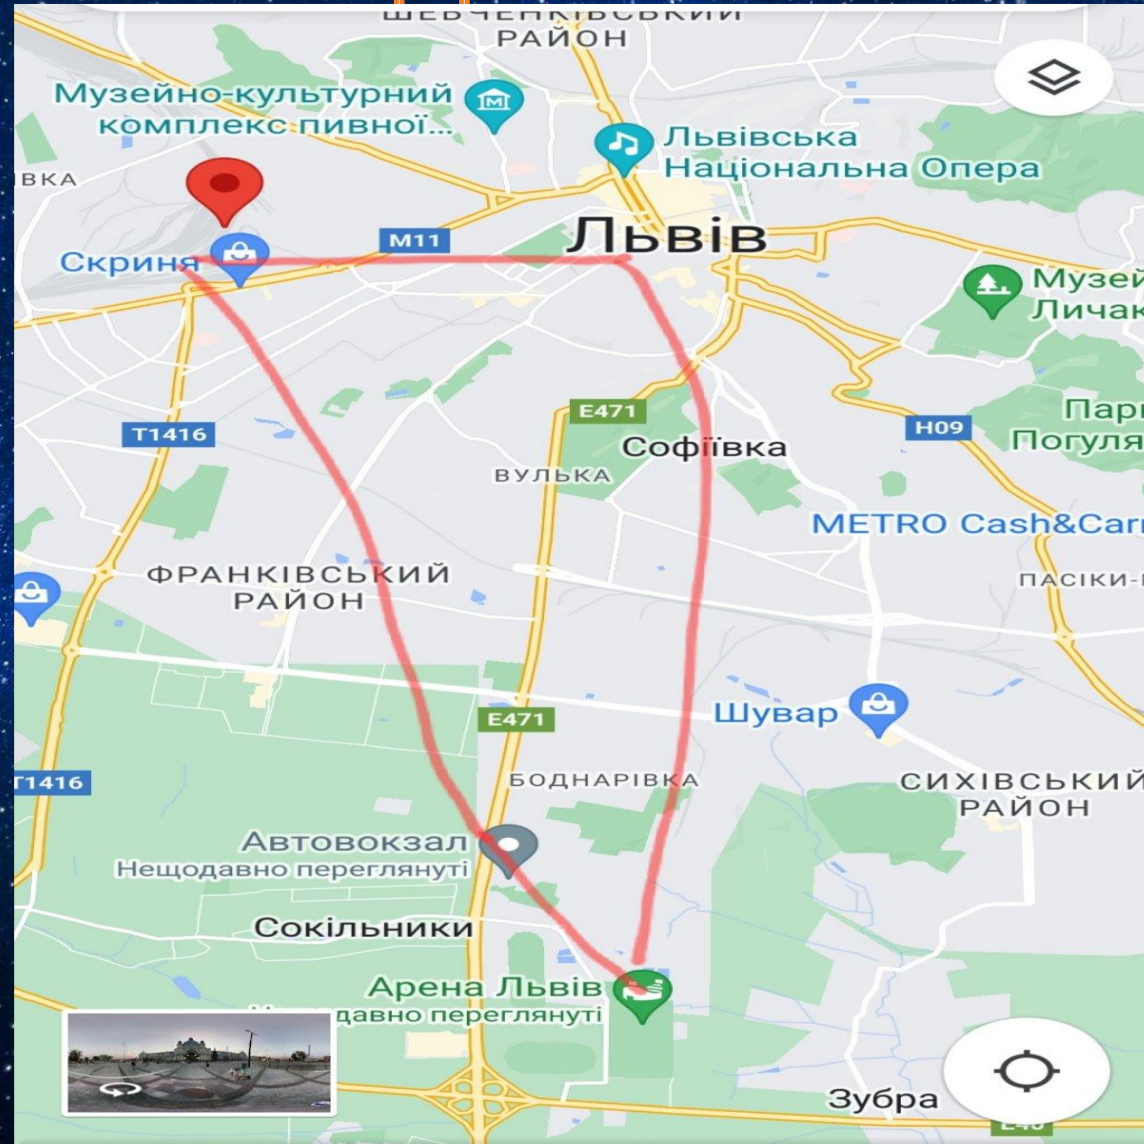 ШЕВЧЕНКІВСЬКИЙ
РАЙОН
Музейно-культурний
комплекс пивної...
Львівська
Національна Опера
ІВКА
M11
Львів
Скриня
Музей
Личак
E471
T1416
H09
Софіївка
Парк
Погуля
ВУЛЬКА
METRO Cash&Carr
ФРАНКІВСЬКИЙ
РАЙОН
ПАСІКИ-
E471
Шувар
T1416
БОДНАРІВКА
СИХІВСЬКИЙ
РАЙОН
Автовокзал
Нещодавно переглянуті
Сокільники
Арена Львів
давно переглянуті
Зубра
E40